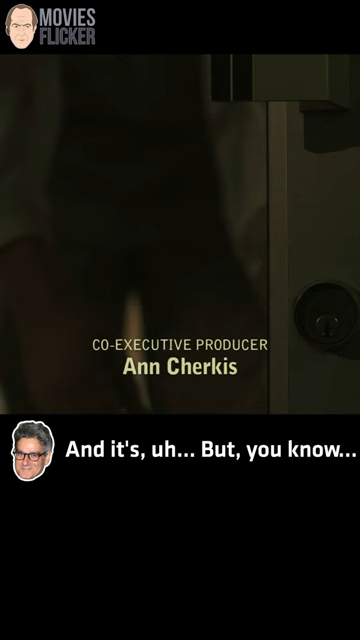 MOVIES
FLICKER
CO-EXECUTIVE PRODUCER
Ann Cherkis
And it's, uh... But, you know...